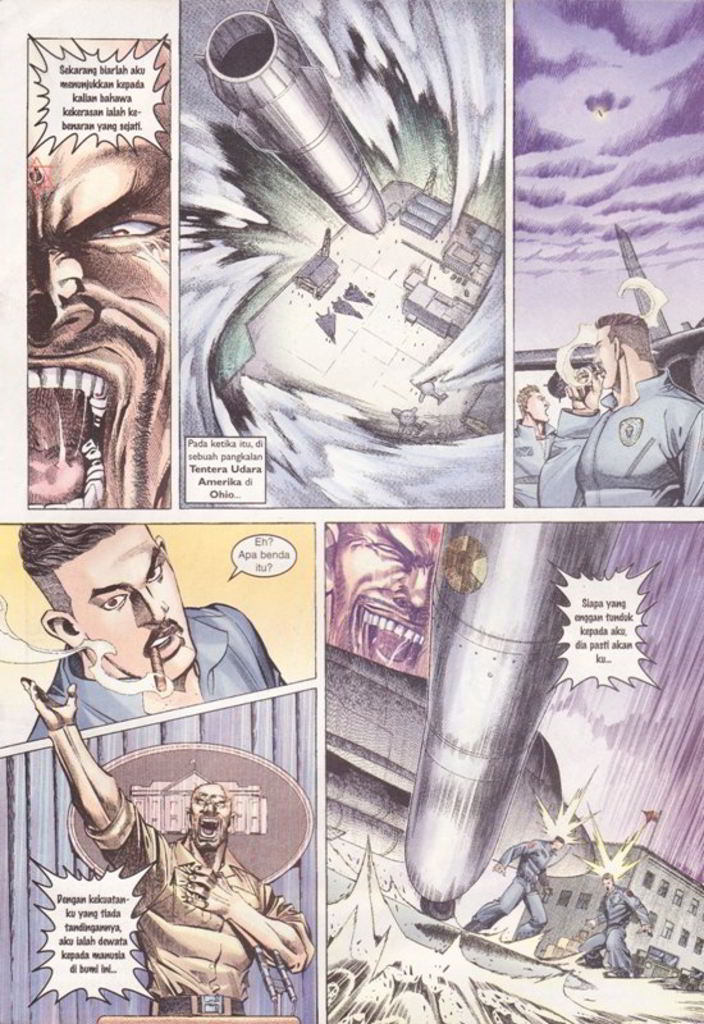 Sekarang biarlah aku
menunjukkan kepada
kalian bahawa
kekerasan ialah ke-
benaran yang sejati.
Pada ketika itu, di
sebuah pangkalan
Tentera Udara
Amerika di
Ohio...
Eh?
Apa benda
itu?
Siapa yang
enggan tunduk
kepada aku,
dia pasti akan
ku...
Dengan kekuatan-
ku yang tiada
tandingannya,
aku ialah dewata
kepada manusia
di bumi ini...